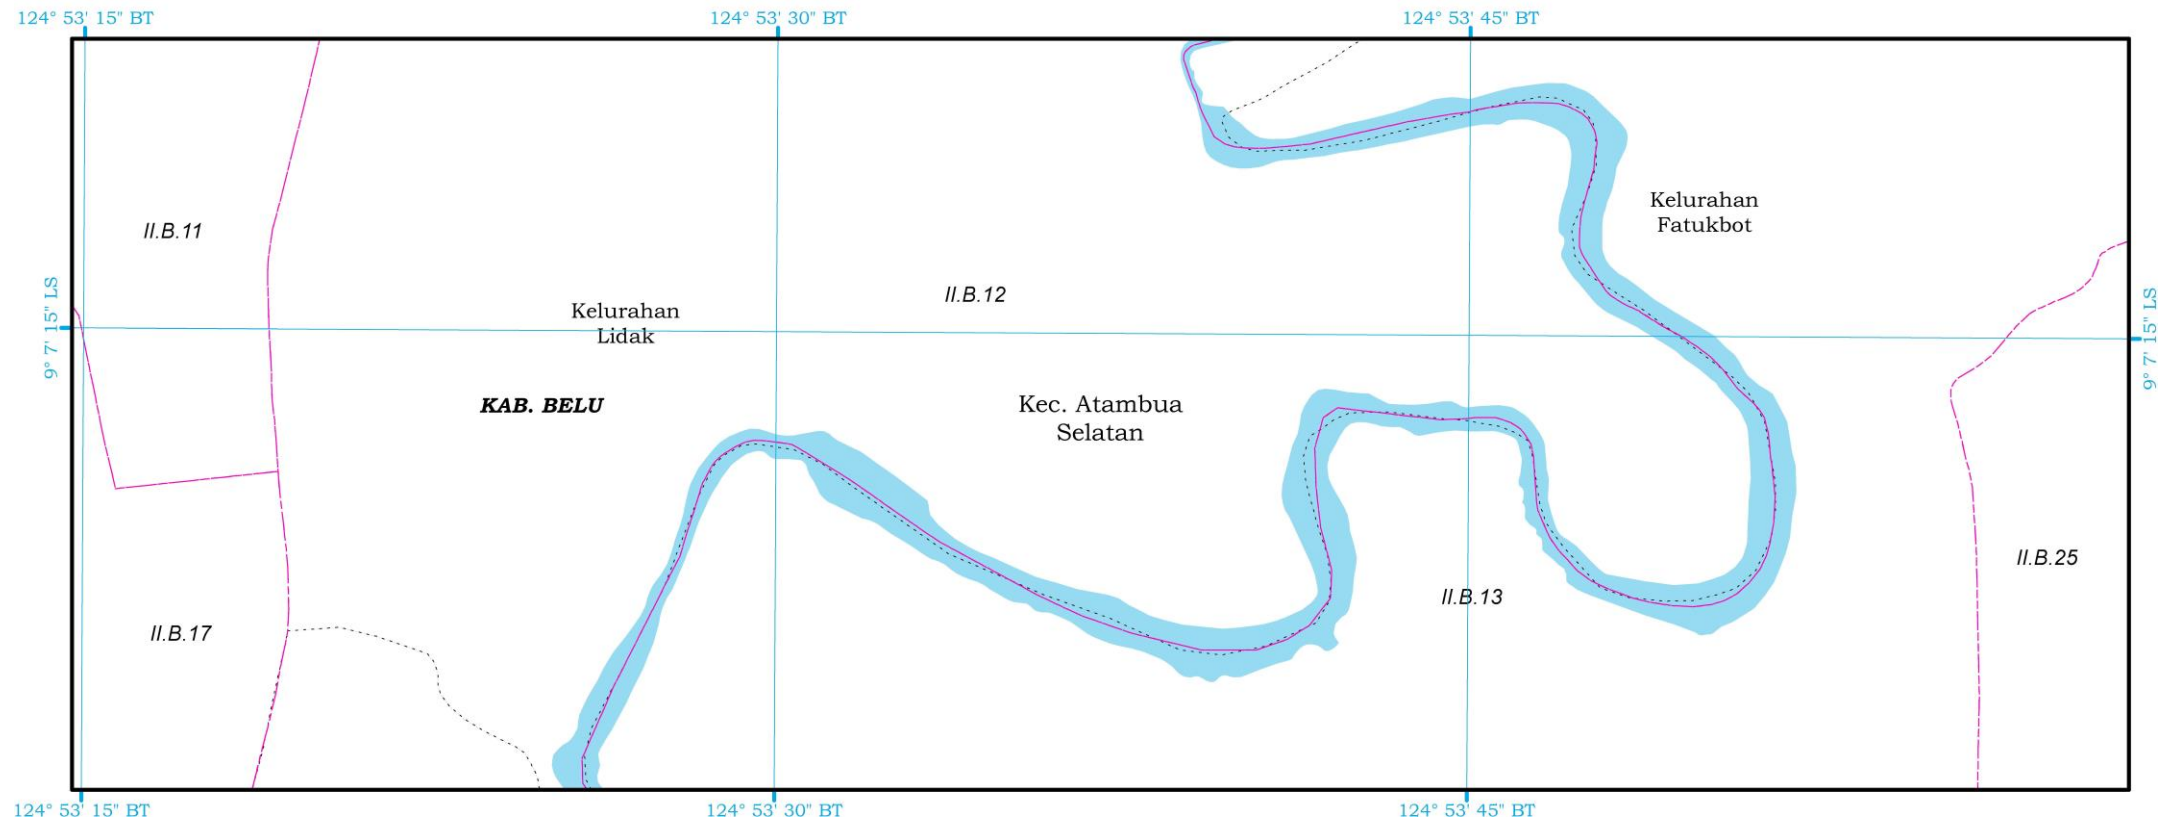 124° 53' 15" BT
124° 53' 30" BT
124° 53' 45" BT
Kelurahan
Fatukbot
II.B.11
9° 7' 15" LS
II.B.12
Kelurahan
Lidak
9° 7' 15" LS
KAB. BELU
Kec. Atambua
Selatan
II.B.25
II.B.13
II.B.17
124° 53' 15" BT
124° 53' 30" BT
124° 53' 45" BT